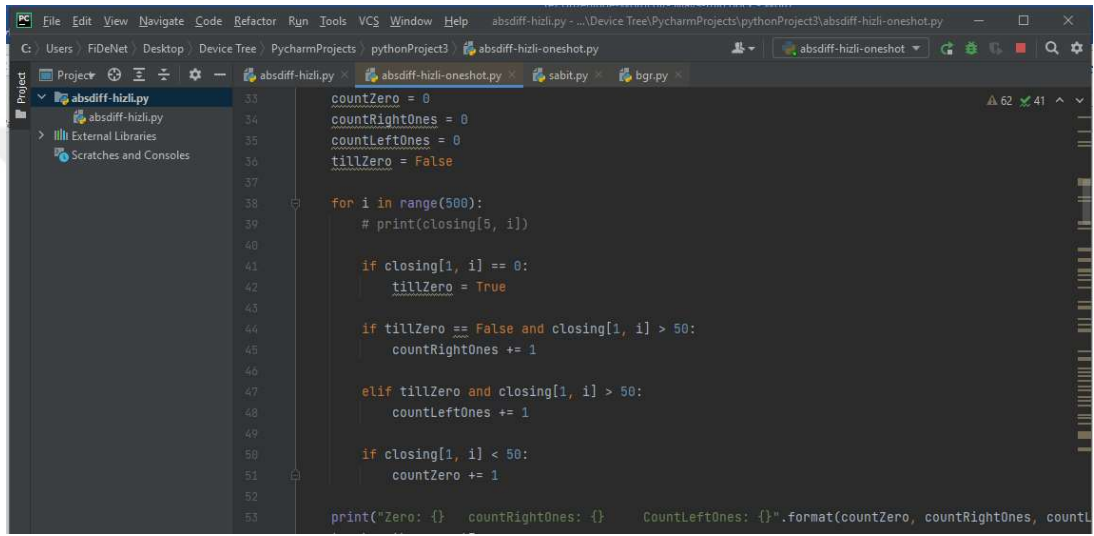 File Edit View Navigate Code Refactor Run Tools VCS Window Help absdiff-hizli.py - ...\Device Tree\PycharmProjects\pythonProject3\absdiff-hizli-oneshot.py
C: Users FiDeNet Desktop Device Tree PycharmProjects pythonProject3 absdiff-hizli-oneshot.py absdiff-hizli-oneshot
Project absdiff-hizli.py absdiff-hizli-oneshot.py sabit.py bgr.py
Project
absdiff-hizli.py
absdiff-hizli.py
External Libraries
Scratches and Consoles
62 41
33 countZero = 0
34 countRightOnes = 0
35 countLeftOnes = 0
36 tillZero = False
37
38 for i in range(500):
39 # print(closing[5, i])
40
41 if closing[1, i] == 0:
42 tillZero = True
43
44 if tillZero == False and closing[1, i] > 50:
45 countRightOnes += 1
46
47 elif tillZero and closing[1, i] > 50:
48 countLeftOnes += 1
49
50 if closing[1, i] < 50:
51 countZero += 1
52
53 print("Zero: {} countRightOnes: {} CountLeftOnes: {}".format(countZero, countRightOnes, countL